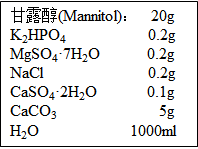 甘露醇(Mannitol)： 20g
K2HPO4 0.2g
MgSO4·7H2O 0.2g
NaCl 0.2g
CaSO4·2H2O 0.1g
CaCO3 5g
H2O 1000ml